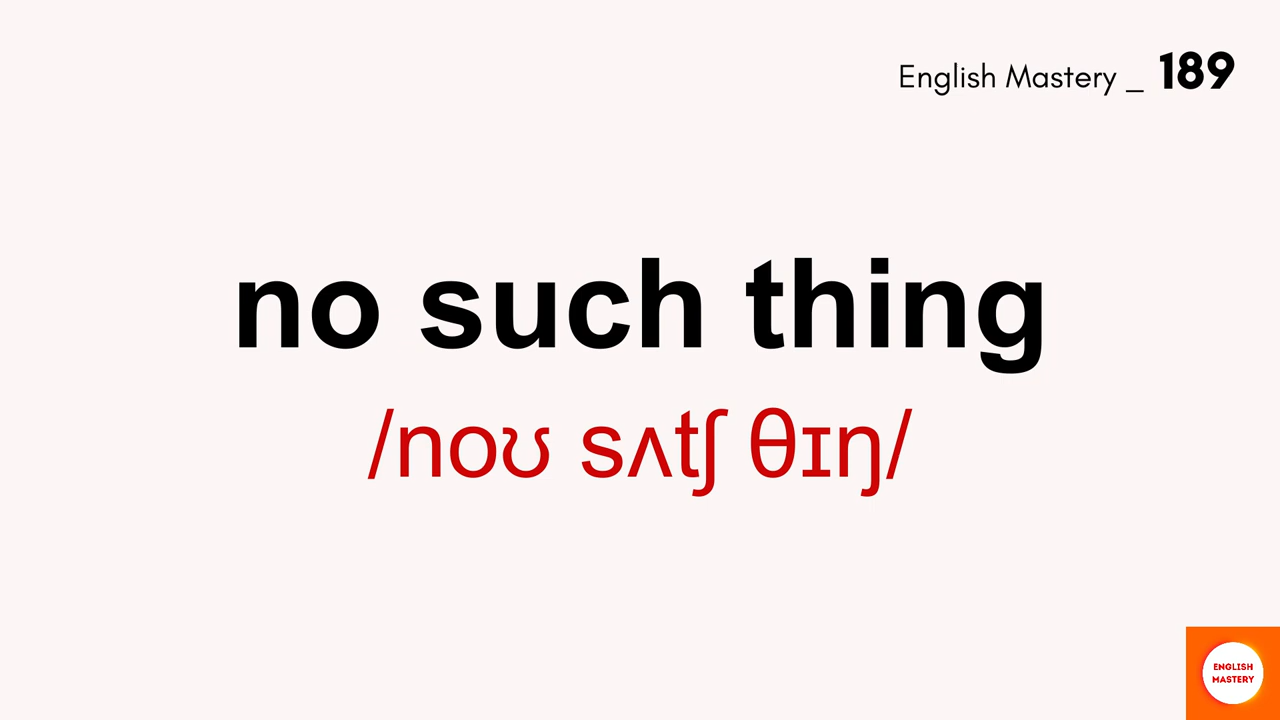 English Mastery _ 189
no such thing
/noʊ sʌtʃ θɪŋ/
ENGLISH
MASTERY